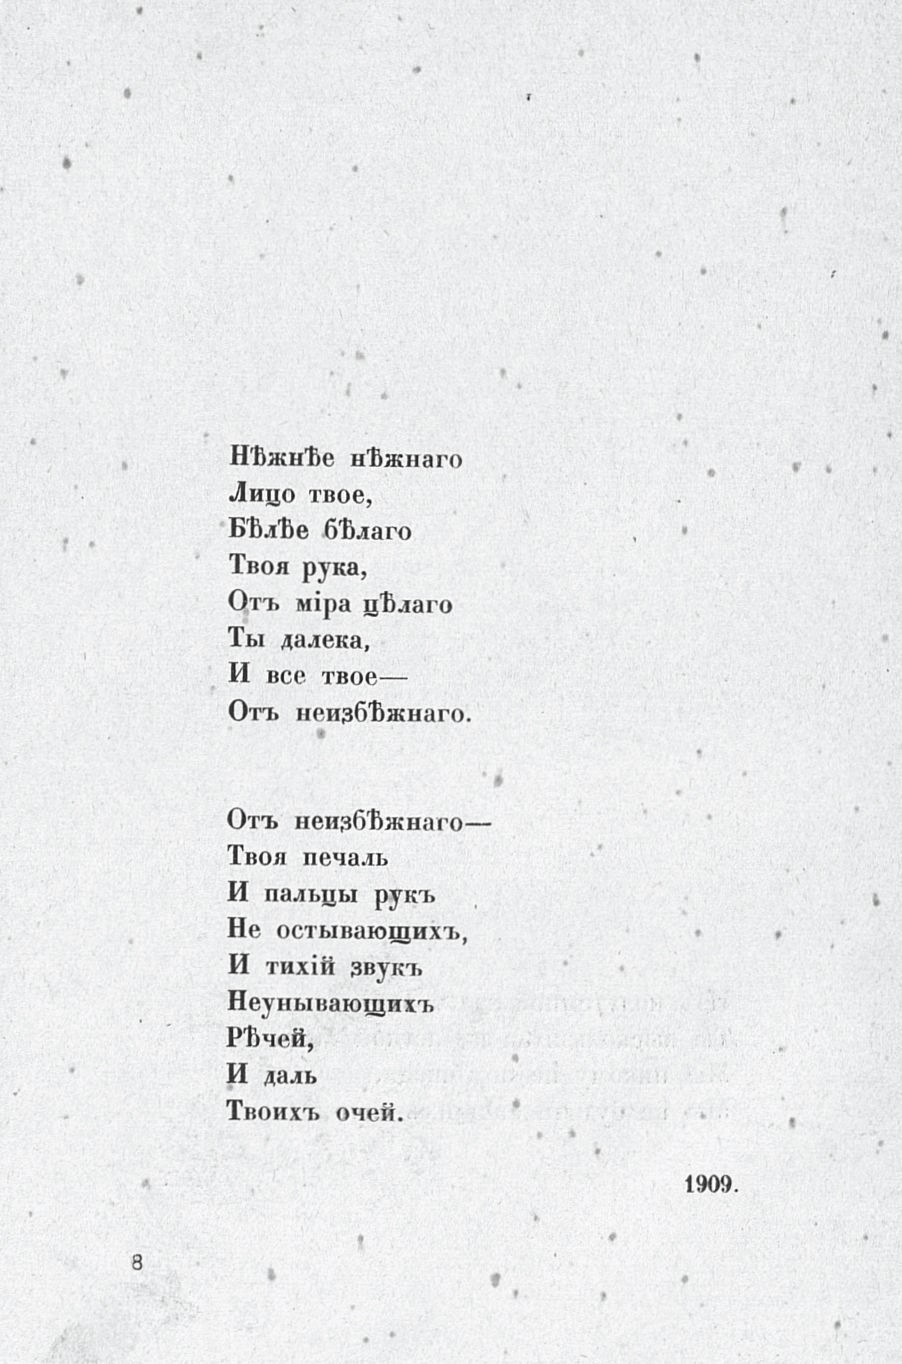 Нѣжнѣе нѣжнаго
Лицо твое,
Бѣлѣе бѣлаго
Твоя рука,
Отъ міра цѣлаго
Ты далека,
И все твое—
Отъ неизбѣжнаго.
Отъ неизбѣжнаго—
Твоя печаль
И пальцы рукъ
Не остывающихъ,
И тихій звукъ
Неунывающихъ
Рѣчей,
И даль
Твоихъ очей.
1909.
8